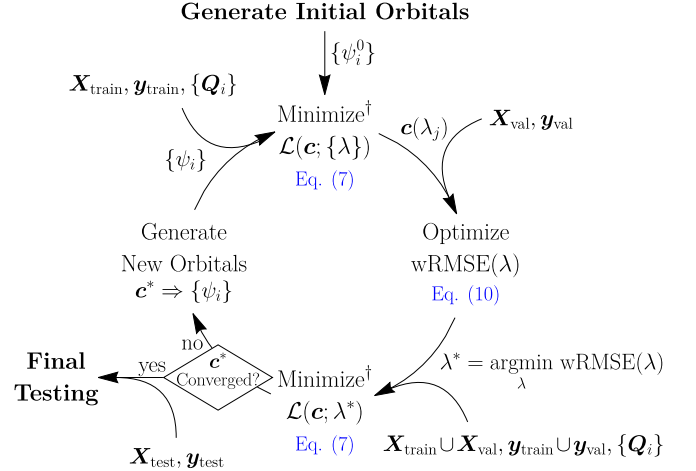 Generate Initial Orbitals
{ψᵢ⁰}
X_train, y_train, {Q_i}
Minimize†
𝓛(c; {λ})
Eq. (7)
c(λ_j)
X_val, y_val
{ψ_i}
Generate
New Orbitals
c* ⇒ {ψ_i}
Optimize
wRMSE(λ)
Eq. (10)
no
Final
Testing
yes
c*
Converged?
Minimize†
𝓛(c; λ*)
Eq. (7)
λ* = argmin wRMSE(λ)
λ
X_test, y_test
X_train ∪ X_val, y_train ∪ y_val, {Q_i}